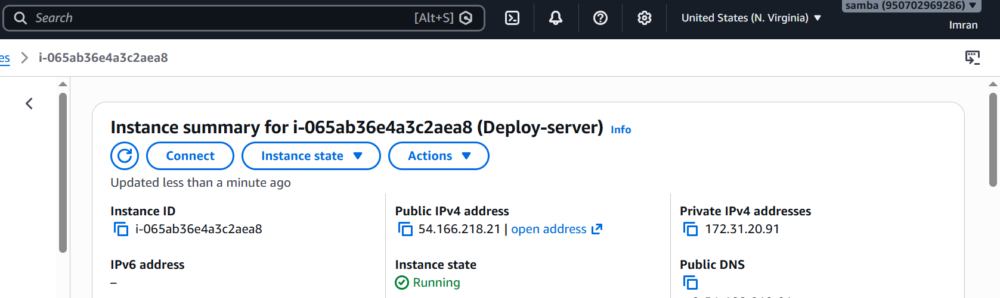 samba (950702969286)
Search [Alt+S] United States (N. Virginia)
Imran
es i-065ab36e4a3c2aea8
Instance summary for i-065ab36e4a3c2aea8 (Deploy-server) Info
Connect Instance state Actions
Updated less than a minute ago
Instance ID Public IPv4 address Private IPv4 addresses
i-065ab36e4a3c2aea8 54.166.218.21 | open address 172.31.20.91
IPv6 address Instance state Public DNS
– Running